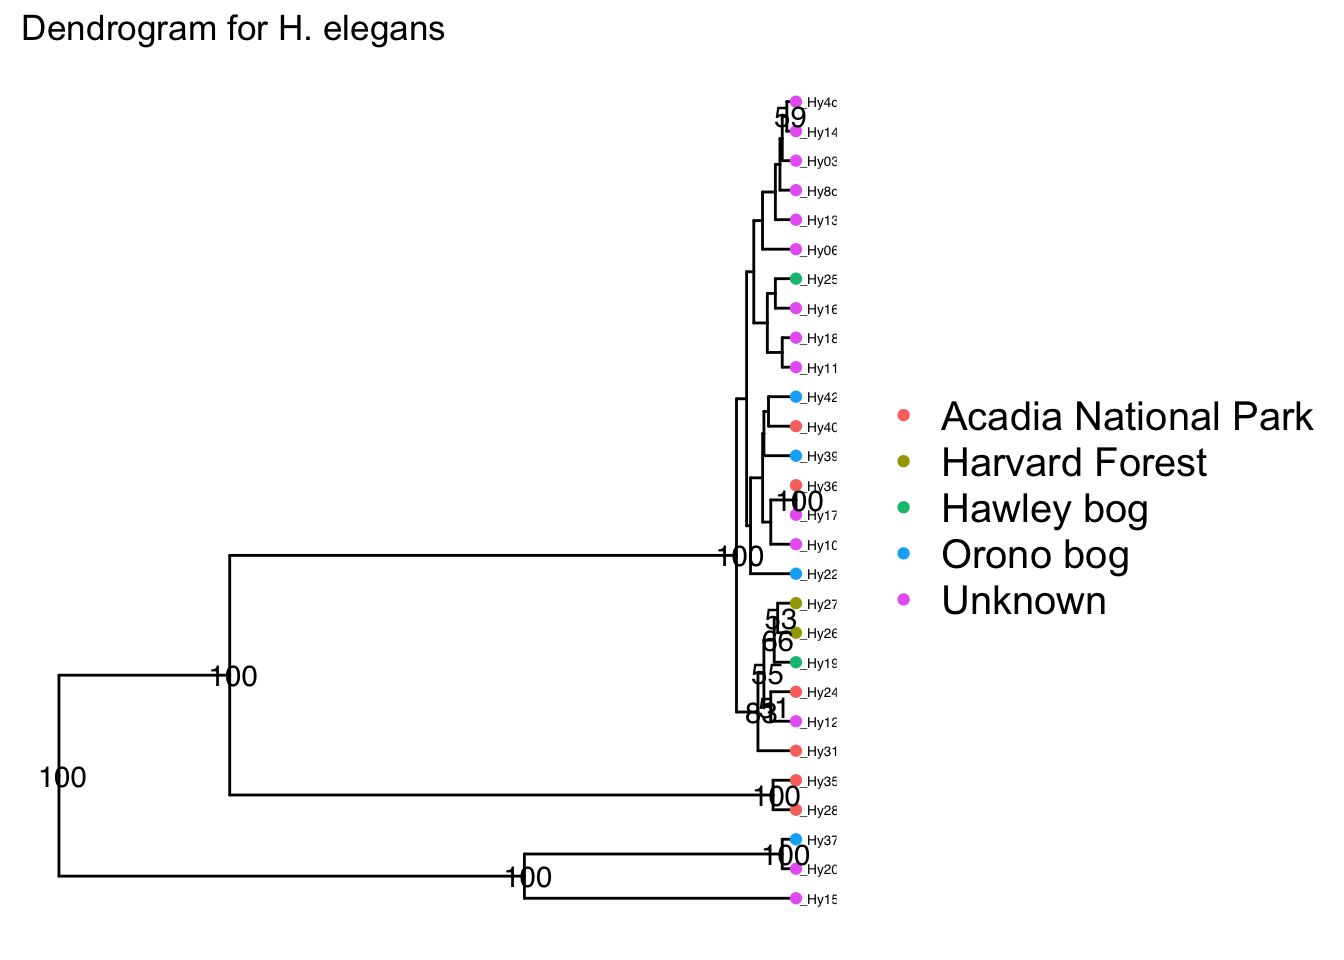 Dendrogram for H. elegans
_Hy4c
59
_Hy14
_Hy03
_Hy8c
_Hy13
_Hy06
_Hy25
_Hy16
_Hy18
_Hy11
_Hy42
_Hy40
_Hy39
_Hy36
100
_Hy17
_Hy10
100
_Hy22
_Hy27
53
_Hy26
66
_Hy19
55
_Hy24
51
83
_Hy12
_Hy31
100
100
_Hy35
100
_Hy28
_Hy37
100
_Hy20
100
_Hy15
Acadia National Park
Harvard Forest
Hawley bog
Orono bog
Unknown